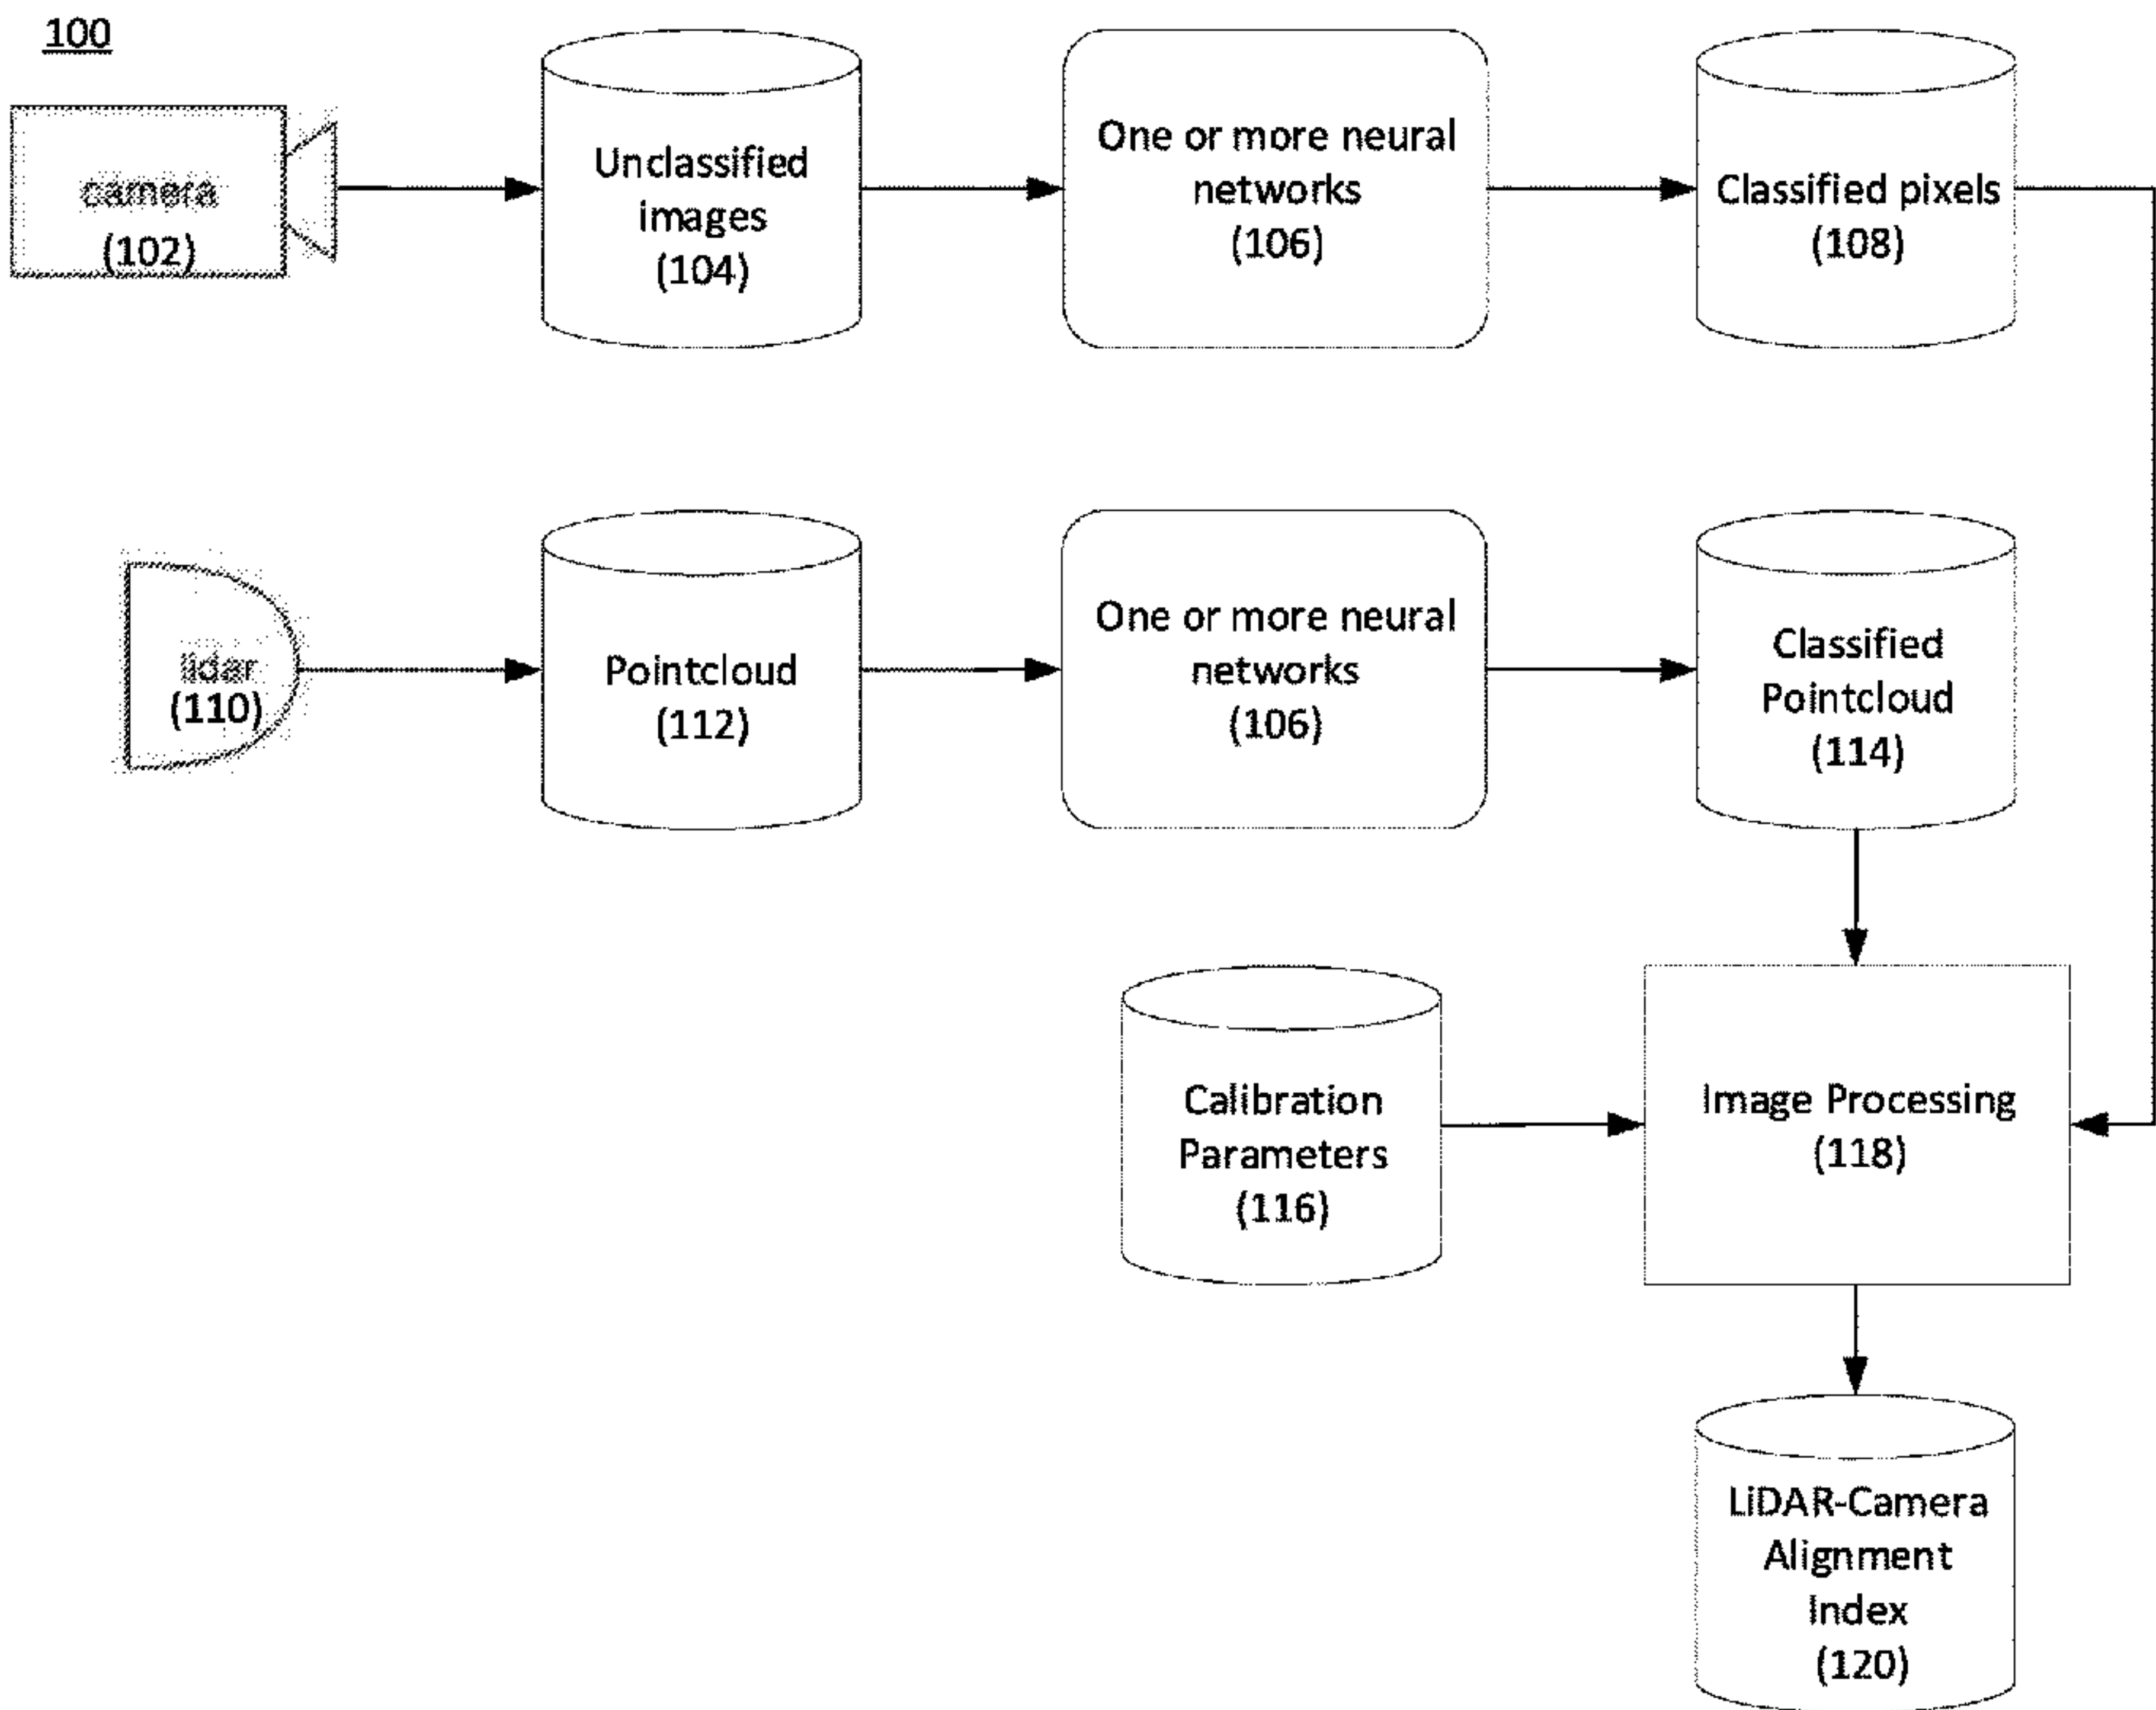 100
camera
(102)
Unclassified
images
(104)
One or more neural
networks
(106)
Classified pixels
(108)
lidar
(110)
Pointcloud
(112)
One or more neural
networks
(106)
Classified
Pointcloud
(114)
Calibration
Parameters
(116)
Image Processing
(118)
LiDAR-Camera
Alignment
Index
(120)